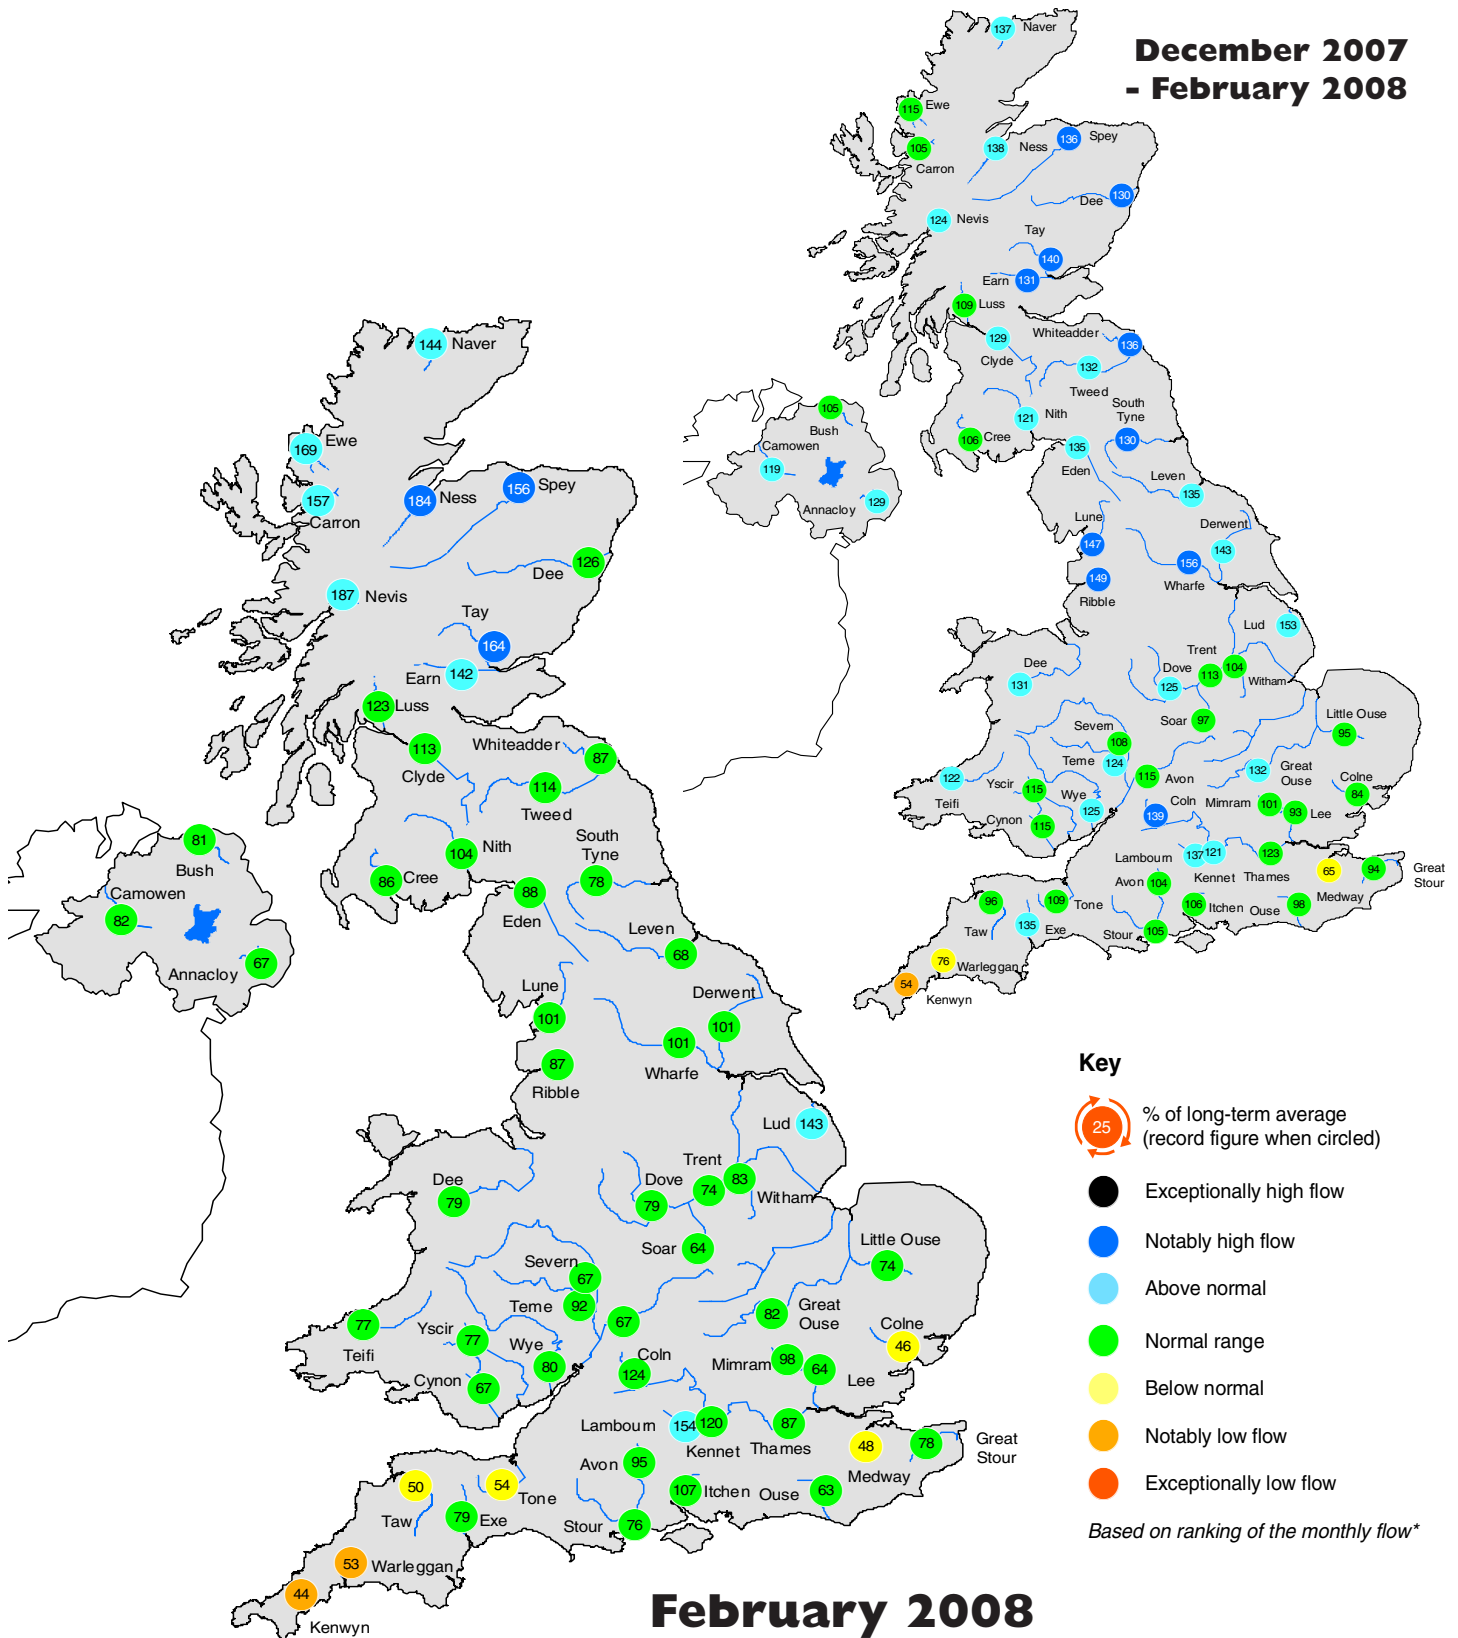 December 2007
- February 2008
137 Naver
115 Ewe
105
Carron
138 Ness
136 Spey
Dee 130
124 Nevis
Tay
140
Earn 131
109 Luss
129
Clyde
Whiteadder
136
132
Tweed
South
Tyne
130
121 Nith
106 Cree
135
Eden
105
Bush
Camowen
119
Annacloy 129
Leven
135
Lune
147
Derwent
143
156
Wharfe
149
Ribble
Lud 153
Dee
131
Trent
Dove 113 104
125 Witham
Soar 97
Little Ouse
95
Severn
108
Teme 124
115 Avon
132 Great
Ouse
Colne
84
122
Teifi
Yscir 115
Wye
125
Cynon 115
Coln
139
Mimram 101 93 Lee
Lambourn 137 121
Kennet
123
Thames
65
Medway
94 Great
Stour
Avon 104
106 Itchen
Ouse 98
96
Taw
109 Tone
135 Exe
Stour 105
76
Warleggan
54
Kenwyn
144 Naver
169 Ewe
157
Carron
184 Ness
156 Spey
Dee 126
187 Nevis
Tay
164
Earn 142
123 Luss
113
Clyde
Whiteadder 87
114
Tweed
South
Tyne
78
104 Nith
86 Cree
88
Eden
81
Bush
Camowen
82
Annacloy 67
Leven
68
Lune
101
Derwent
101
101
Wharfe
87
Ribble
Lud 143
Dee
79
Trent
Dove 74 83
79 Witham
Soar 64
Little Ouse
74
Severn
67
Teme 92
67
82 Great
Ouse
Colne
46
77
Teifi
Yscir 77
Wye
80
Cynon 67
Coln
124
Mimram 98 64 Lee
Lambourn 154 120
Kennet
87
Thames
48
Medway
78 Great
Stour
Avon 95
107 Itchen
Ouse 63
50
Taw
54
Tone
79 Exe
Stour 76
53 Warleggan
44
Kenwyn
Key
25
% of long-term average
(record figure when circled)
Exceptionally high flow
Notably high flow
Above normal
Normal range
Below normal
Notably low flow
Exceptionally low flow
Based on ranking of the monthly flow*
February 2008